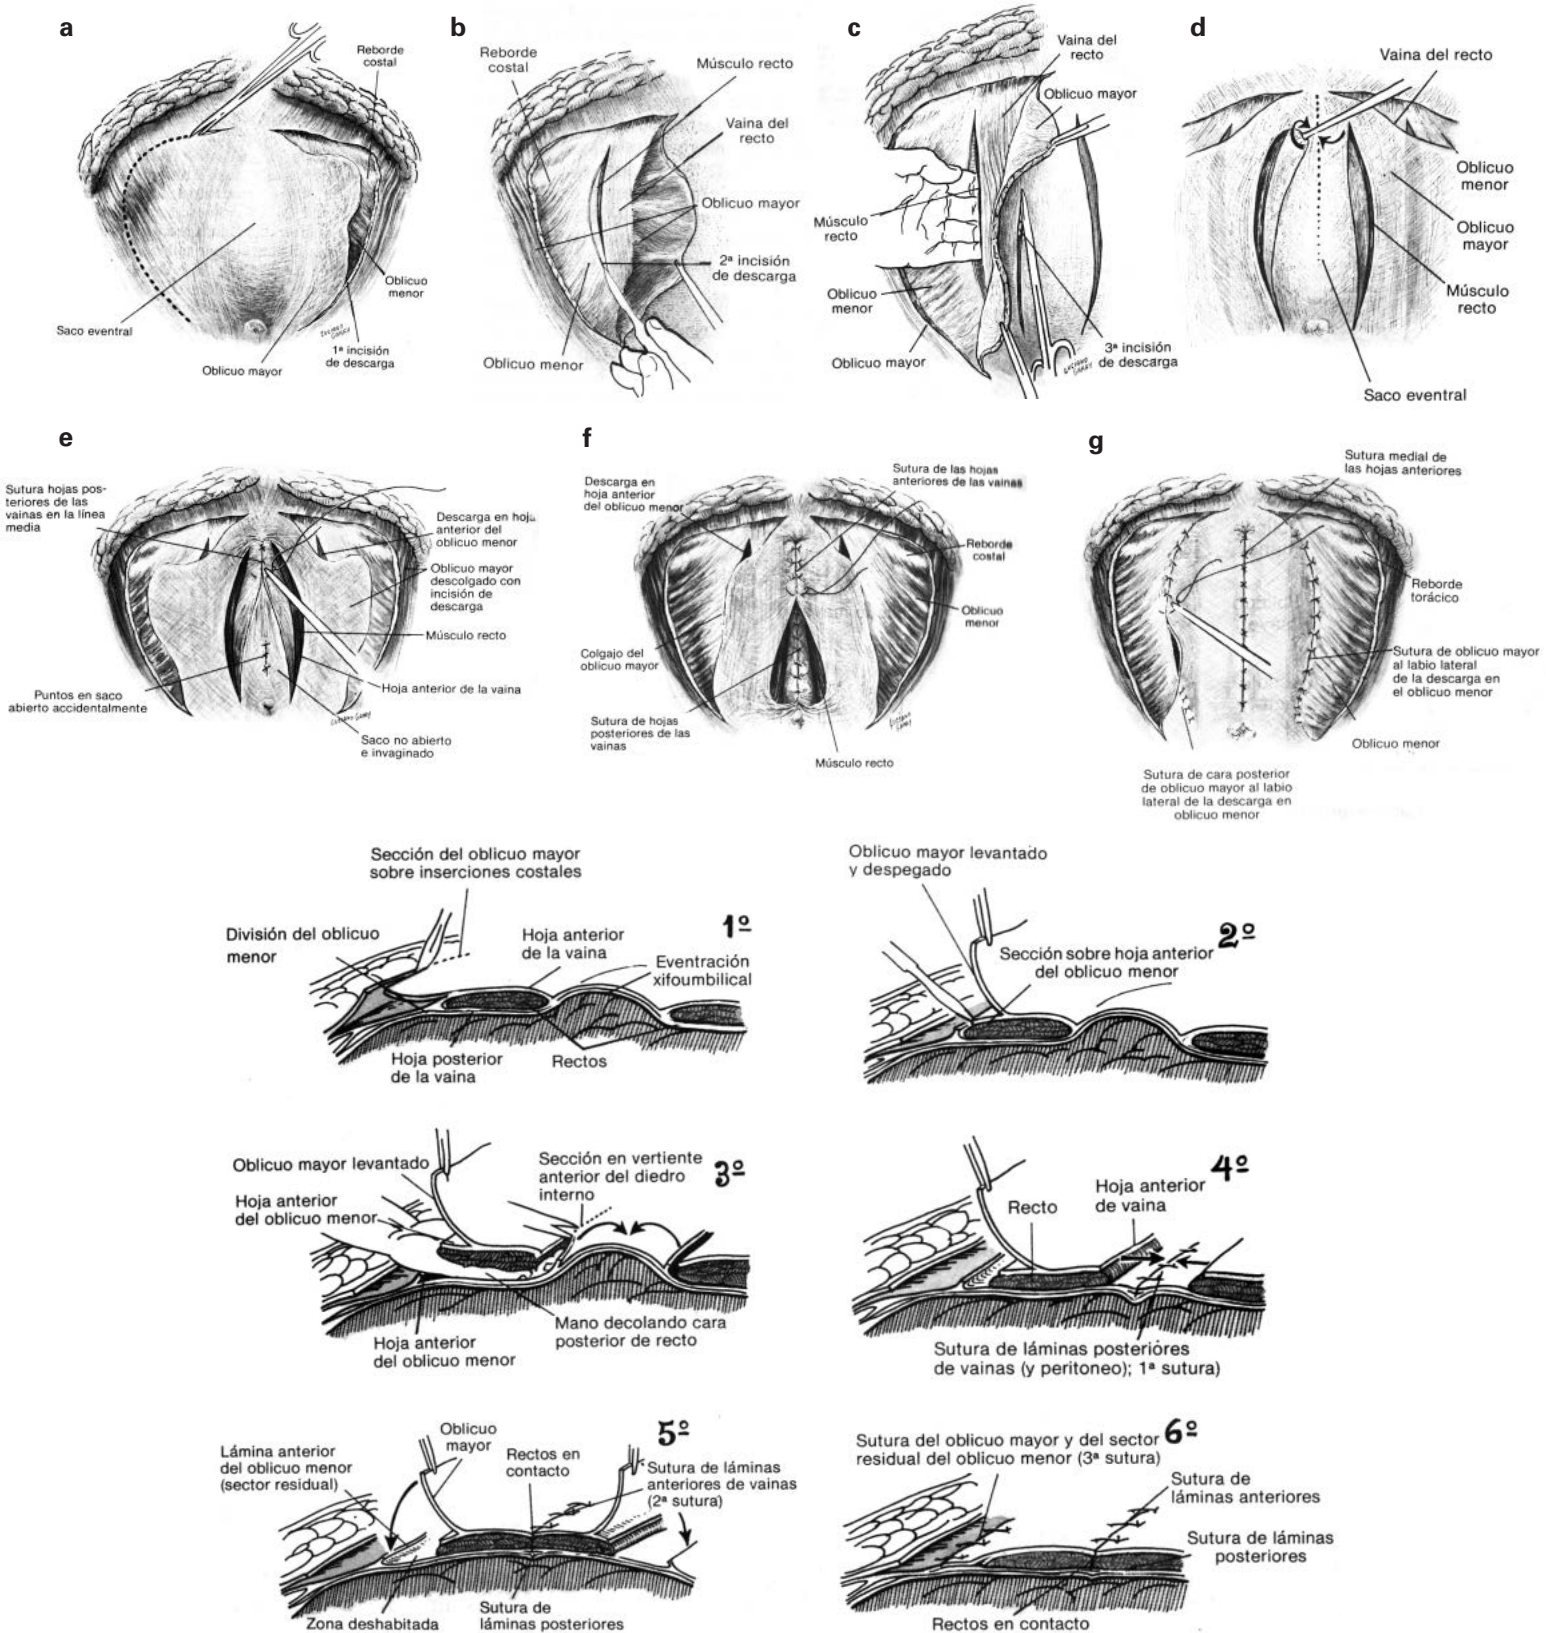 a
Reborde
costal
Saco eventral
Oblicuo mayor
Oblicuo
menor
1ª incisión
de descarga
b
Reborde
costal
Músculo recto
Vaina del
recto
Oblicuo mayor
2ª incisión
de descarga
Oblicuo menor
c
Vaina del
recto
Oblicuo mayor
Músculo
recto
Oblicuo
menor
Oblicuo mayor
3ª incisión
de descarga
d
Vaina del recto
Oblicuo
menor
Oblicuo
mayor
Músculo
recto
Saco eventral
e
Sutura hojas pos-
teriores de las
vainas en la línea
media
Descarga en hoja
anterior del
oblicuo menor
Oblicuo mayor
descolgado con
incisión de
descarga
Músculo recto
Hoja anterior de la vaina
Puntos en saco
abierto accidentalmente
LUCIANO GARAY
Saco no abierto
e invaginado
f
Descarga en
hoja anterior
del oblicuo menor
Sutura de las hojas
anteriores de las vainas
Reborde
costal
Oblicuo
menor
Colgajo del
oblicuo mayor
Sutura de hojas
posteriores de las
vainas
LUCIANO
GARAY
Músculo recto
g
Sutura medial de
las hojas anteriores
Reborde
torácico
Sutura de oblicuo mayor
al labio lateral
de la descarga en
el oblicuo menor
Oblicuo menor
Sutura de cara posterior
de oblicuo mayor al labio
lateral de la descarga en
oblicuo menor
Sección del oblicuo mayor
sobre inserciones costales
1º
División del oblicuo
menor
Hoja anterior
de la vaina
Eventración
xifoumbilical
Hoja posterior
de la vaina
Rectos
Oblicuo mayor levantado
y despegado
2º
Sección sobre hoja anterior
del oblicuo menor
Oblicuo mayor levantado
Sección en vertiente
anterior del diedro
interno
3º
Hoja anterior
del oblicuo menor
Mano decolando cara
posterior de recto
Hoja anterior
del oblicuo menor
4º
Recto
Hoja anterior
de vaina
Sutura de láminas posterióres
de vainas (y peritoneo); 1ª sutura)
5º
Lámina anterior
del oblicuo menor
(sector residual)
Oblicuo
mayor
Rectos en
contacto
Sutura de láminas
anteriores de vainas
(2ª sutura)
Zona deshabitada
Sutura de
láminas posteriores
6º
Sutura del oblicuo mayor y del sector
residual del oblicuo menor (3ª sutura)
Sutura de
láminas anteriores
Sutura de láminas
posteriores
Rectos en contacto